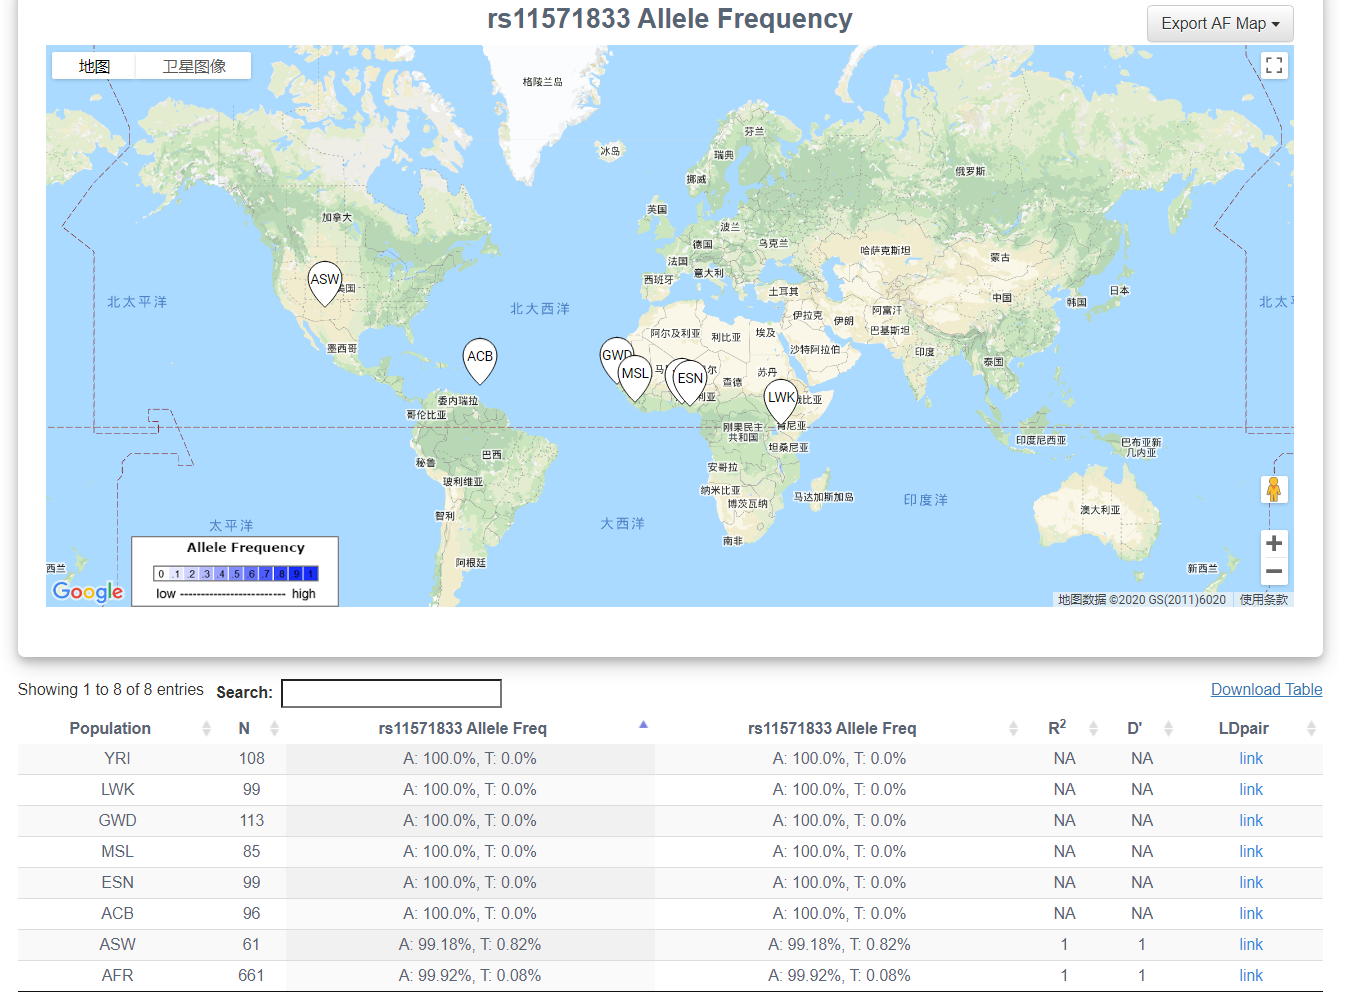 rs11571833 Allele Frequency
Export AF Map
地图 卫星图像
格陵兰岛
冰岛
芬兰
瑞典
挪威
俄罗斯
英国
加拿大
波兰
德国
乌克兰
哈萨克斯坦
法国
蒙古
意大利
西班牙
ASW
美国
土耳其
日本
中国
韩国
北太平洋
北大西洋
北太
伊拉克
伊朗
阿富汗
巴基斯坦
阿尔及利亚
利比亚
埃及
墨西哥
沙特阿拉伯
印度
泰国
ACB
GWD
MSL
ESN
查德
苏丹
LWK
委内瑞拉
哥伦比亚
肯尼亚
刚果民主
共和国
坦桑尼亚
印度尼西亚
巴布亚新
几内亚
秘鲁
巴西
安哥拉
玻利维亚
纳米比亚
博茨瓦纳
马达加斯加岛
印度洋
澳大利亚
智利
太平洋
大西洋
南非
阿根廷
西兰
新西兰
Allele Frequency
0 .1 .2 .3 .4 .5 .6 .7 .8 .9 1
low -------------------------- high
Google
地图数据 ©2020 GS(2011)6020 使用条款
Showing 1 to 8 of 8 entries Search:
Download Table
Population N rs11571833 Allele Freq rs11571833 Allele Freq R2 D' LDpair
YRI 108 A: 100.0%, T: 0.0% A: 100.0%, T: 0.0% NA NA link
LWK 99 A: 100.0%, T: 0.0% A: 100.0%, T: 0.0% NA NA link
GWD 113 A: 100.0%, T: 0.0% A: 100.0%, T: 0.0% NA NA link
MSL 85 A: 100.0%, T: 0.0% A: 100.0%, T: 0.0% NA NA link
ESN 99 A: 100.0%, T: 0.0% A: 100.0%, T: 0.0% NA NA link
ACB 96 A: 100.0%, T: 0.0% A: 100.0%, T: 0.0% NA NA link
ASW 61 A: 99.18%, T: 0.82% A: 99.18%, T: 0.82% 1 1 link
AFR 661 A: 99.92%, T: 0.08% A: 99.92%, T: 0.08% 1 1 link